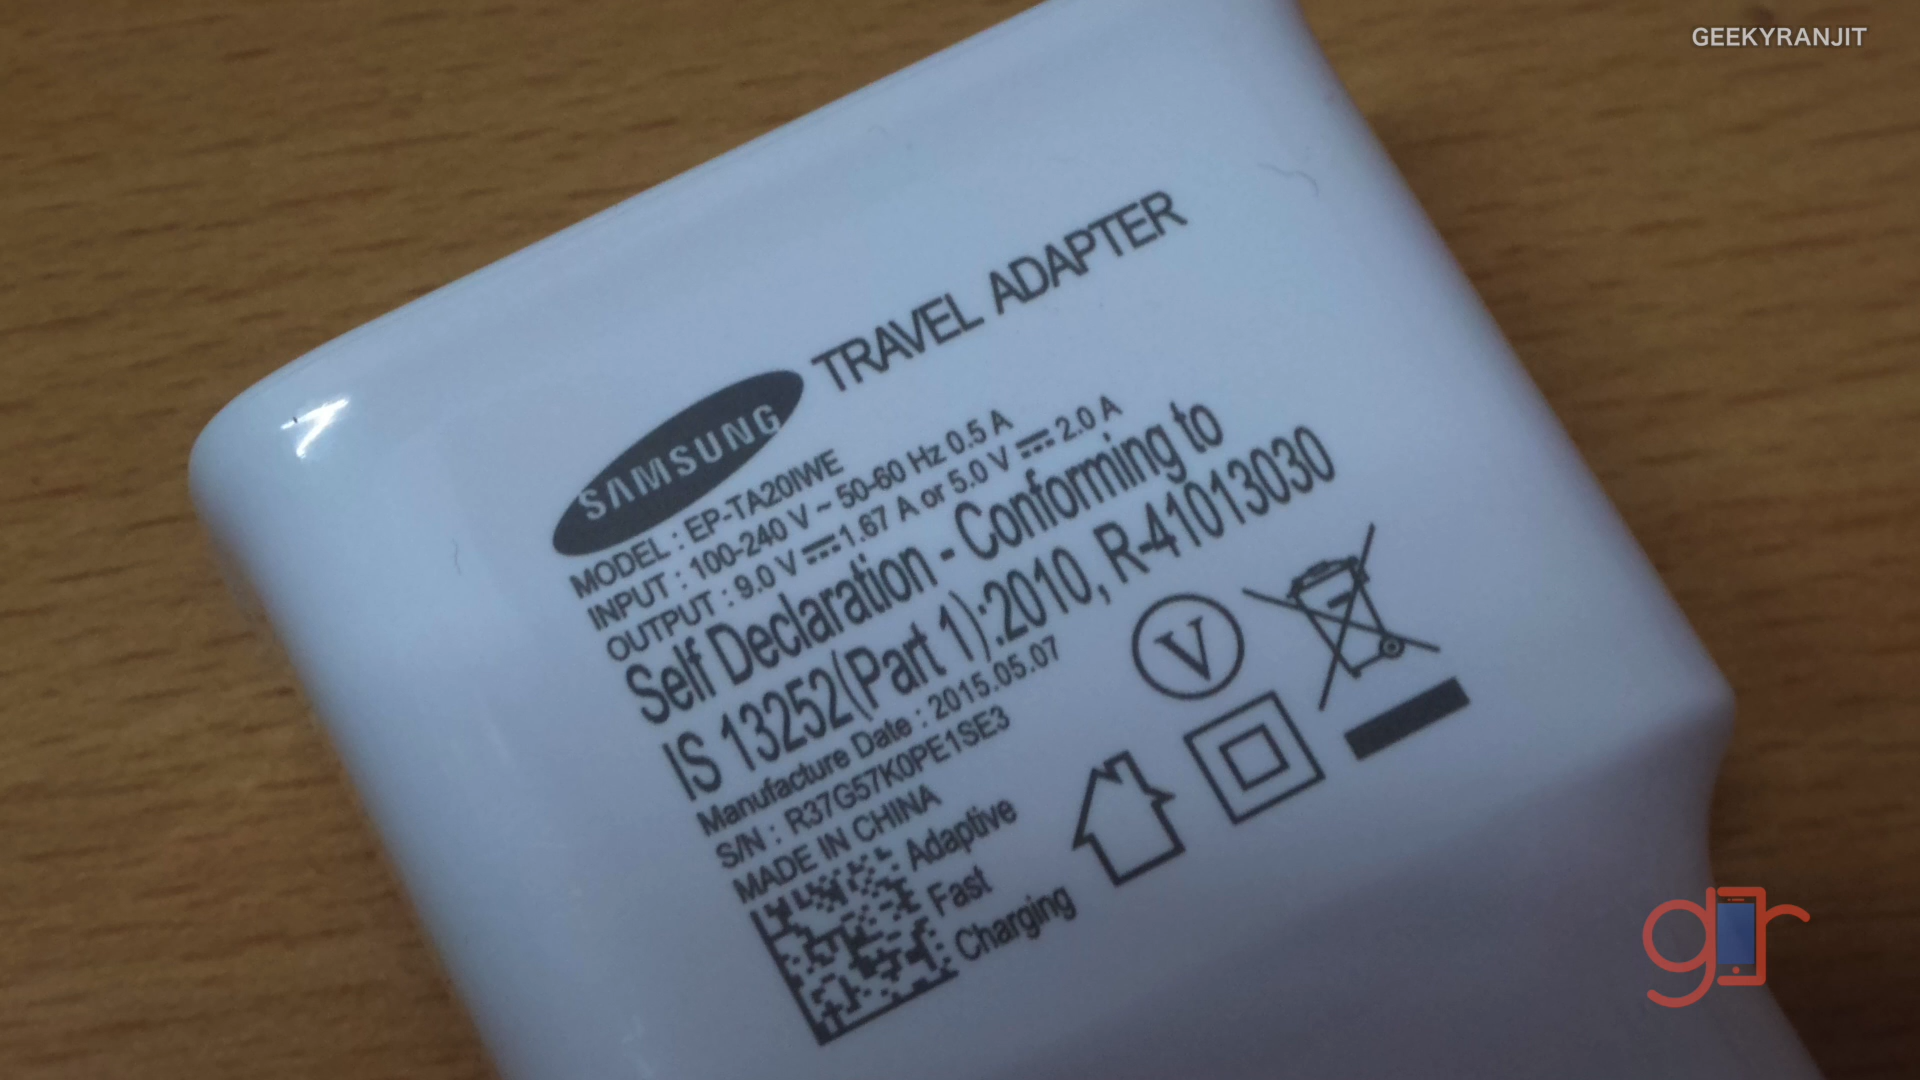 GEEKYRANJIT
SAMSUNG TRAVEL ADAPTER
MODEL : EP-TA20IWE
INPUT : 100-240 V ~ 50-60 Hz 0.5 A
OUTPUT : 9.0 V ⎓ 1.67 A or 5.0 V ⎓ 2.0 A
Self Declaration - Conforming to
IS 13252(Part 1):2010, R-41013030
Manufacture Date : 2015.05.07
S/N : R37G57K0PE1SE3
MADE IN CHINA
Adaptive
Fast
Charging
V
gr